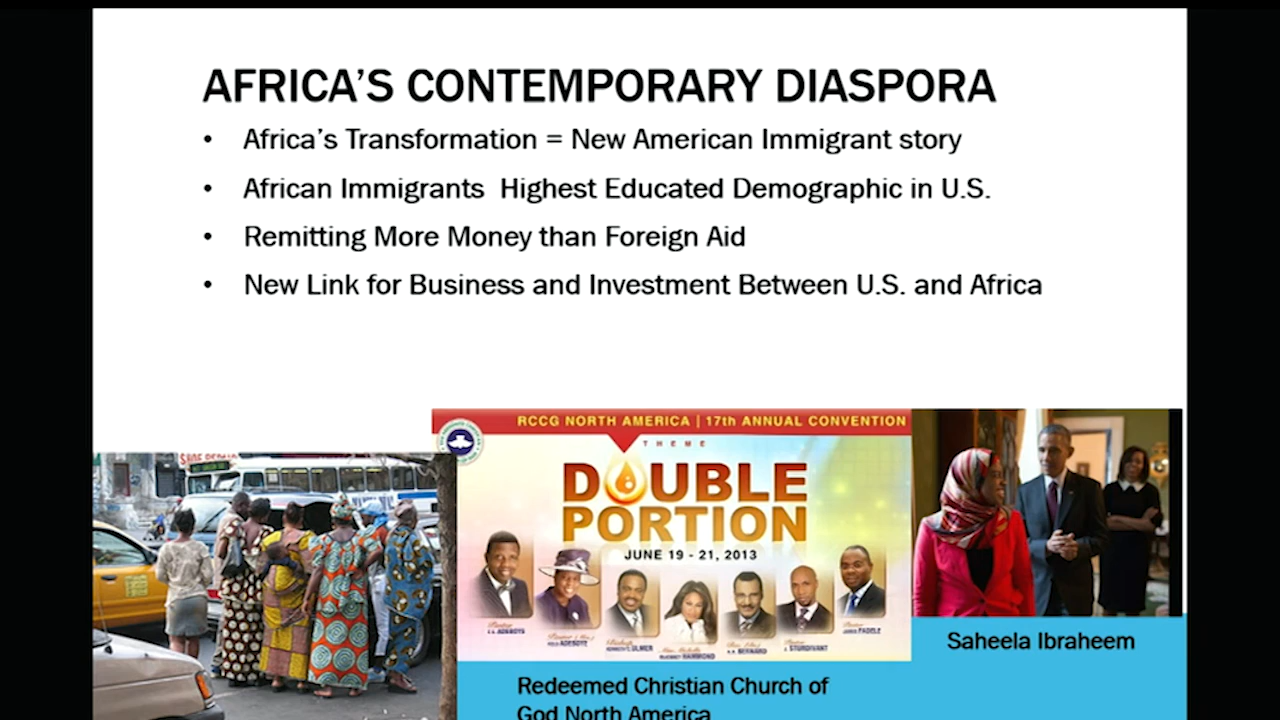 AFRICA'S CONTEMPORARY DIASPORA
• Africa's Transformation = New American Immigrant story
• African Immigrants Highest Educated Demographic in U.S.
• Remitting More Money than Foreign Aid
• New Link for Business and Investment Between U.S. and Africa
RCCG NORTH AMERICA | 17th ANNUAL CONVENTION
THEME
DOUBLE
PORTION
JUNE 19 - 21, 2013
Saheela Ibraheem
Redeemed Christian Church of
God North America